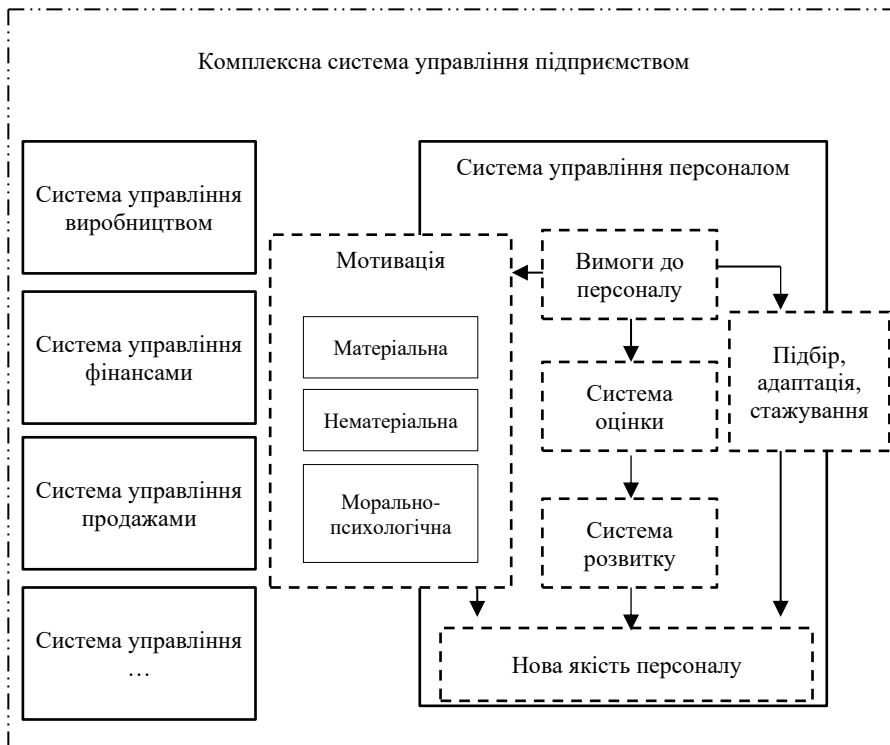 Комплексна система управління підприємством
Система управління
виробництвом
Система управління
фінансами
Система управління
продажами
Система управління
…
Система управління персоналом
Мотивація
Матеріальна
Нематеріальна
Морально-
психологічна
Вимоги до
персоналу
Система
оцінки
Система
розвитку
Підбір,
адаптація,
стажування
Нова якість персоналу